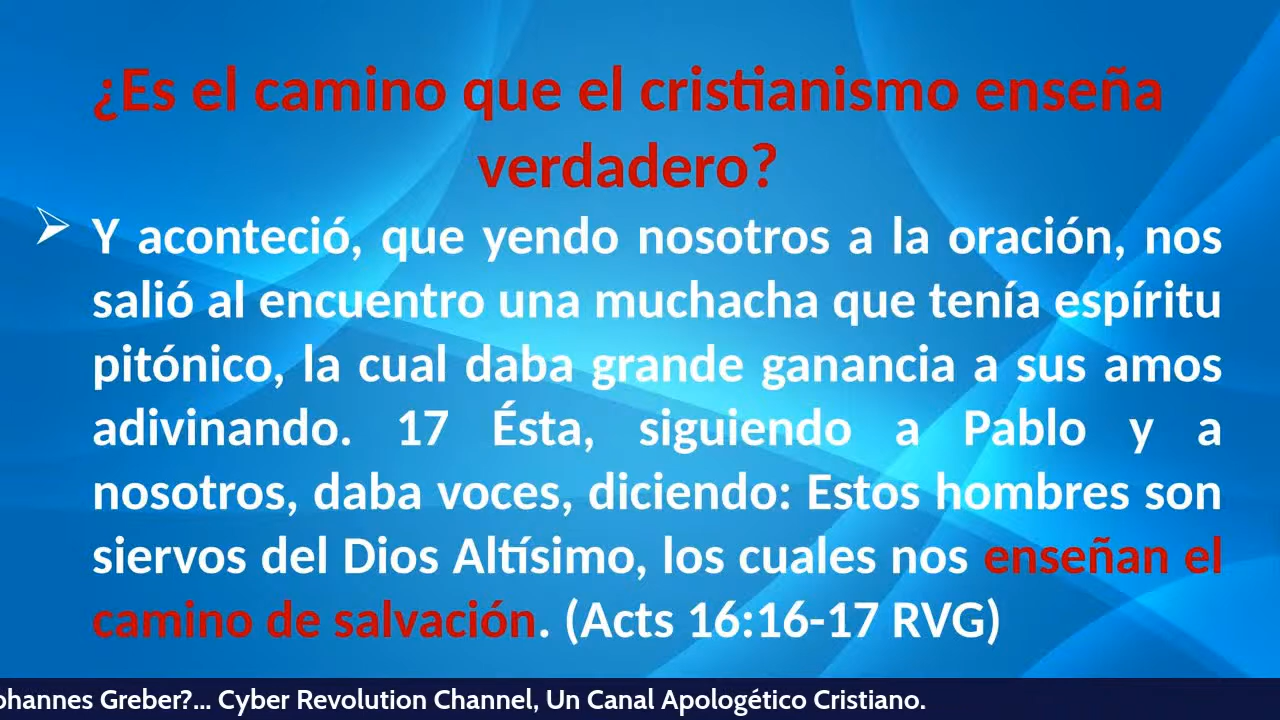 ¿Es el camino que el cristianismo enseña
verdadero?
Y aconteció, que yendo nosotros a la oración, nos
salió al encuentro una muchacha que tenía espíritu
pitónico, la cual daba grande ganancia a sus amos
adivinando. 17 Ésta, siguiendo a Pablo y a
nosotros, daba voces, diciendo: Estos hombres son
siervos del Dios Altísimo, los cuales nos enseñan el
camino de salvación. (Acts 16:16-17 RVG)
ohannes Greber?... Cyber Revolution Channel, Un Canal Apologético Cristiano.